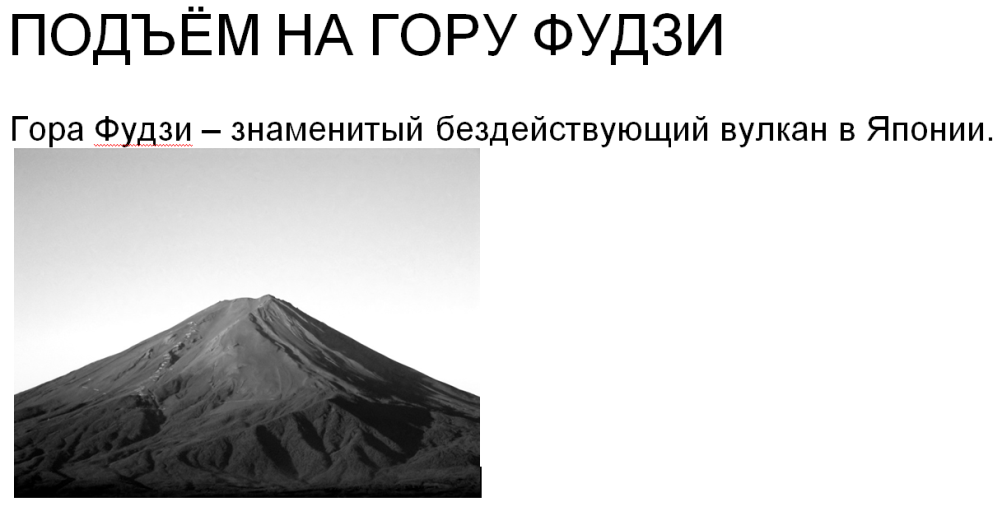 ПОДЪЁМ НА ГОРУ ФУДЗИ
Гора Фудзи – знаменитый бездействующий вулкан в Японии.